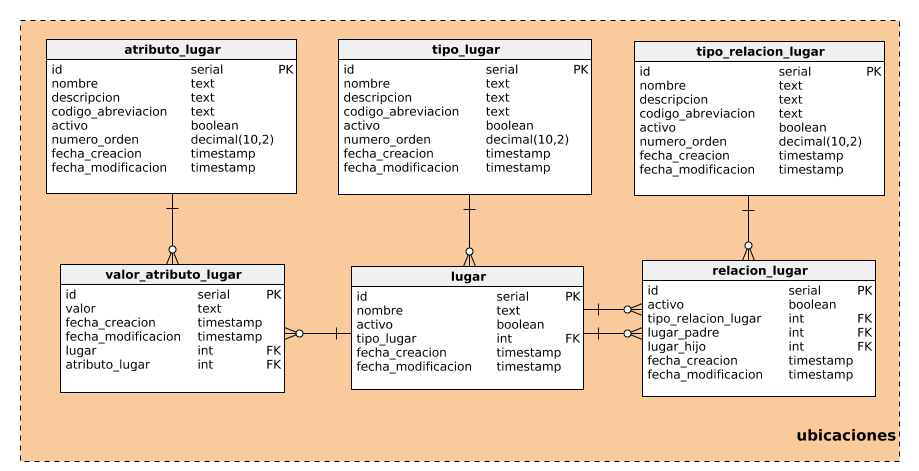 atributo_lugar
id serial PK
nombre text
descripcion text
codigo_abreviacion text
activo boolean
numero_orden decimal(10,2)
fecha_creacion timestamp
fecha_modificacion timestamp
tipo_lugar
id serial PK
nombre text
descripcion text
codigo_abreviacion text
activo boolean
numero_orden decimal(10,2)
fecha_creacion timestamp
fecha_modificacion timestamp
tipo_relacion_lugar
id serial PK
nombre text
descripcion text
codigo_abreviacion text
activo boolean
numero_orden decimal(10,2)
fecha_creacion timestamp
fecha_modificacion timestamp
valor_atributo_lugar
id serial PK
valor text
fecha_creacion timestamp
fecha_modificacion timestamp
lugar int FK
atributo_lugar int FK
lugar
id serial PK
nombre text
activo boolean
tipo_lugar int FK
fecha_creacion timestamp
fecha_modificacion timestamp
relacion_lugar
id serial PK
activo boolean
tipo_relacion_lugar int FK
lugar_padre int FK
lugar_hijo int FK
fecha_creacion timestamp
fecha_modificacion timestamp
ubicaciones